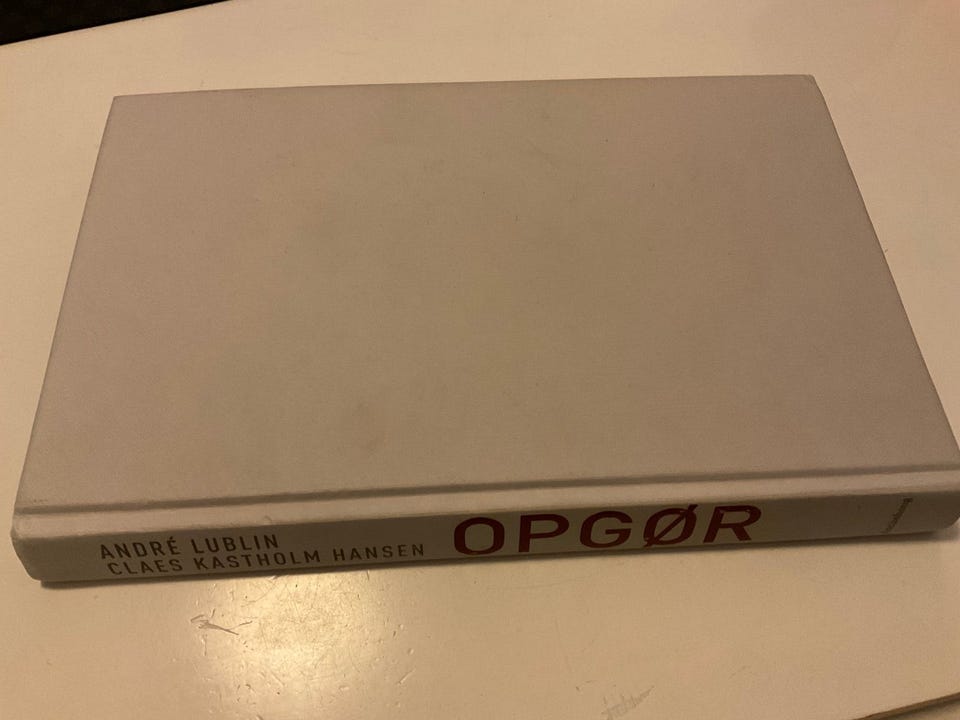 ANDRÉ LUBLIN
CLAES KASTHOLM HANSEN
OPGØR